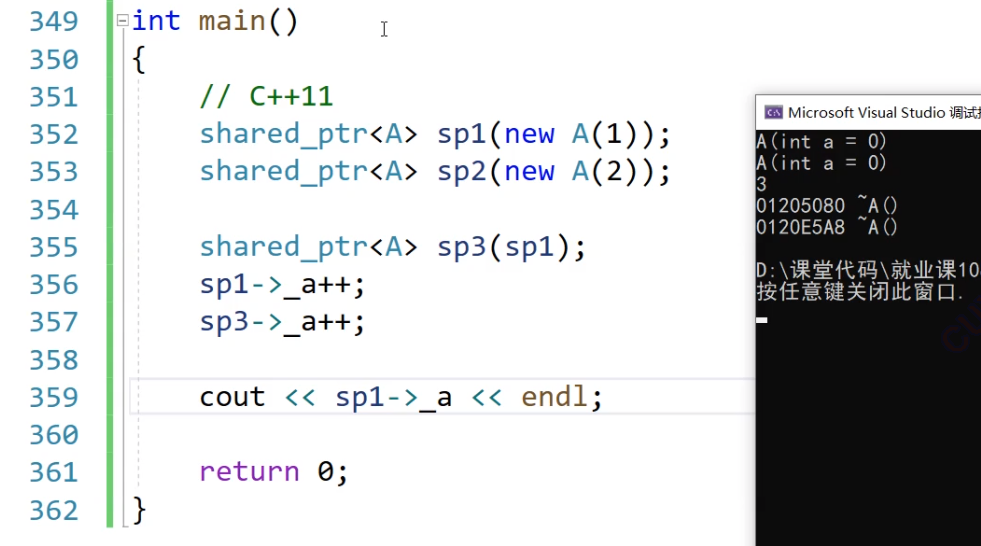 349 int main()
350 {
351 // C++11
352 shared_ptr<A> sp1(new A(1));
353 shared_ptr<A> sp2(new A(2));
354
355 shared_ptr<A> sp3(sp1);
356 sp1->_a++;
357 sp3->_a++;
358
359 cout << sp1->_a << endl;
360
361 return 0;
362 }
Microsoft Visual Studio 调试
A(int a = 0)
A(int a = 0)
3
01205080 ~A()
0120E5A8 ~A()
D:\课堂代码\就业课10
按任意键关闭此窗口.